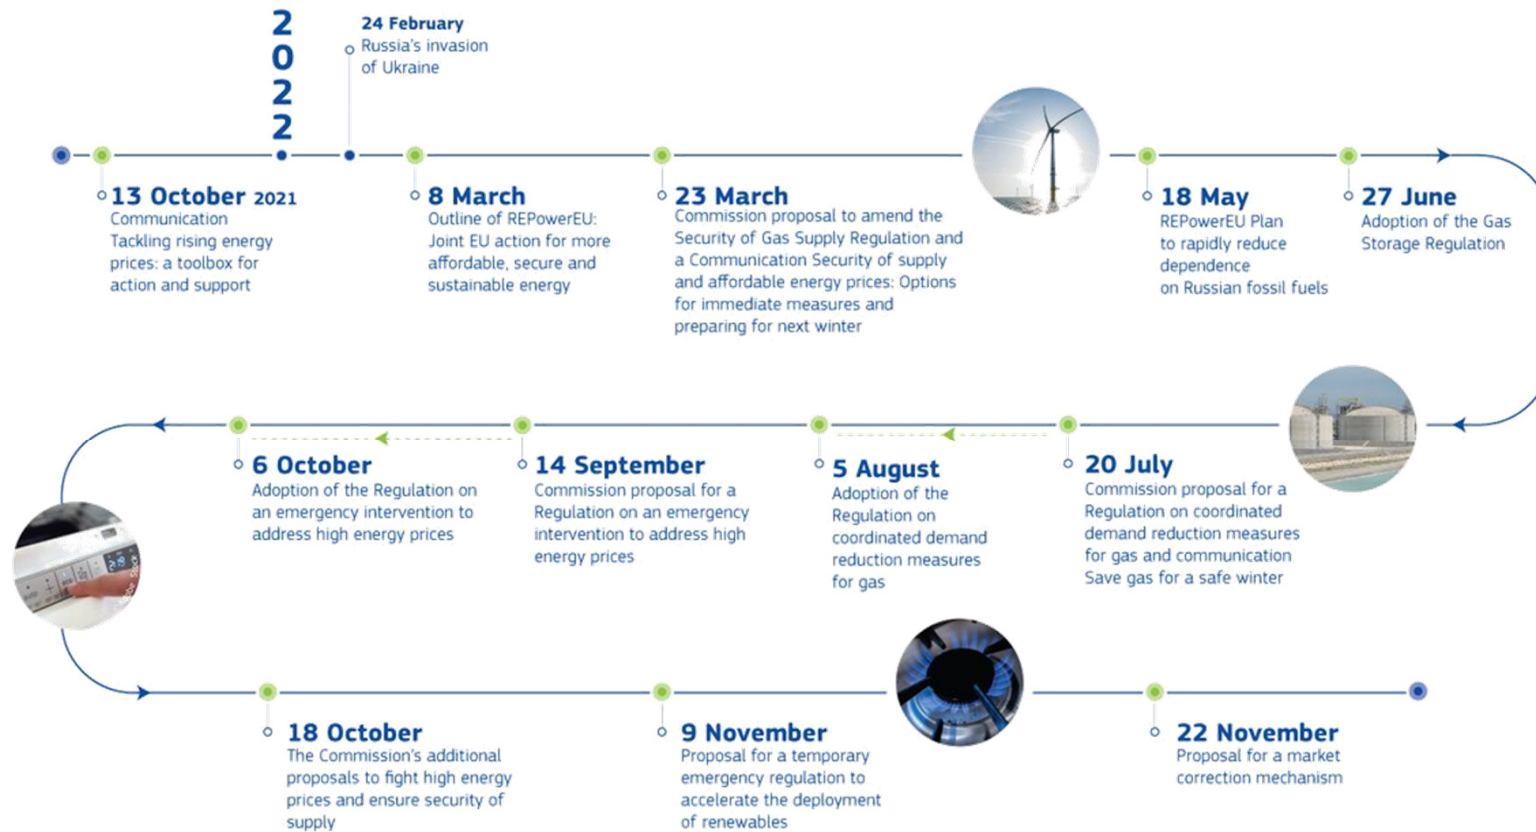 2
0
2
2
24 February
Russia's invasion
of Ukraine
13 October 2021
Communication
Tackling rising energy
prices: a toolbox for
action and support
8 March
Outline of REPowerEU:
Joint EU action for more
affordable, secure and
sustainable energy
23 March
Commission proposal to amend the
Security of Gas Supply Regulation and
a Communication Security of supply
and affordable energy prices: Options
for immediate measures and
preparing for next winter
18 May
REPowerEU Plan
to rapidly reduce
dependence
on Russian fossil fuels
27 June
Adoption of the Gas
Storage Regulation
6 October
Adoption of the Regulation on
an emergency intervention to
address high energy prices
14 September
Commission proposal for a
Regulation on an emergency
intervention to address high
energy prices
5 August
Adoption of the
Regulation on
coordinated demand
reduction measures
for gas
20 July
Commission proposal for a
Regulation on coordinated
demand reduction measures
for gas and communication
Save gas for a safe winter
18 October
The Commission's additional
proposals to fight high energy
prices and ensure security of
supply
9 November
Proposal for a temporary
emergency regulation to
accelerate the deployment
of renewables
22 November
Proposal for a market
correction mechanism